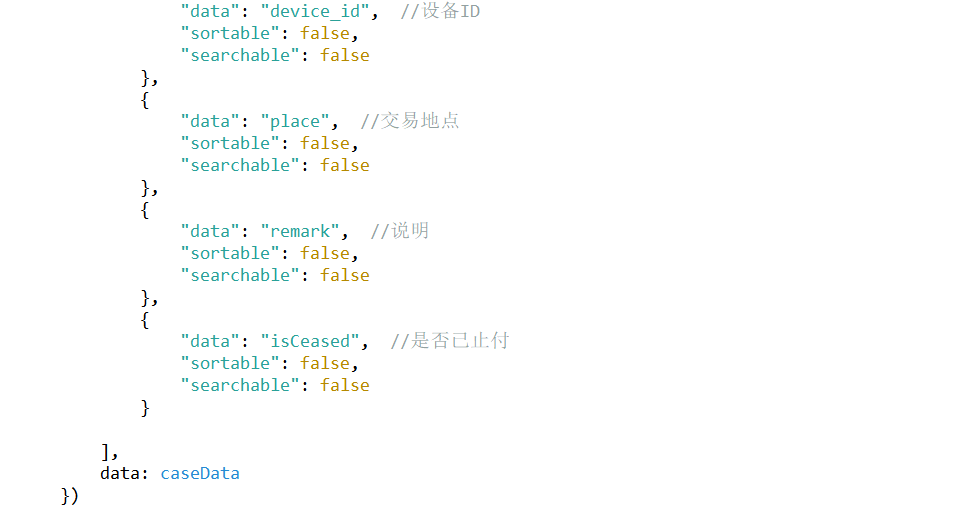 "data": "device_id",  //设备ID
"sortable": false,
"searchable": false
},
{
"data": "place",  //交易地点
"sortable": false,
"searchable": false
},
{
"data": "remark",  //说明
"sortable": false,
"searchable": false
},
{
"data": "isCeased",  //是否已止付
"sortable": false,
"searchable": false
}
],
data: caseData
})